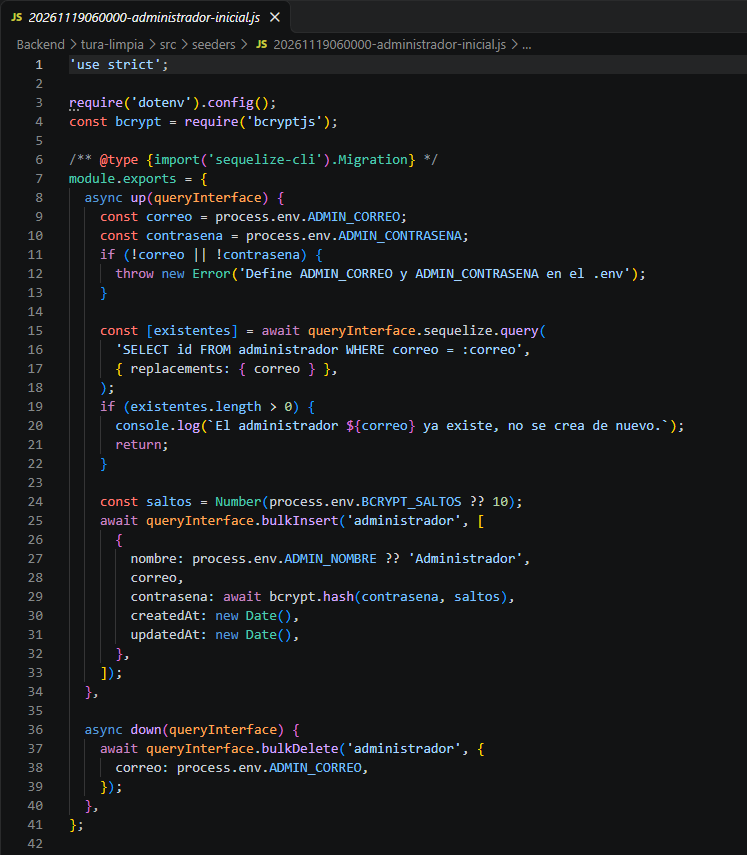 JS 20261119060000-administrador-inicial.js ×
Backend > tura-limpia > src > seeders > JS 20261119060000-administrador-inicial.js > ...
1 'use strict';
2
3 require('dotenv').config();
4 const bcrypt = require('bcryptjs');
5
6 /** @type {import('sequelize-cli').Migration} */
7 module.exports = {
8   async up(queryInterface) {
9     const correo = process.env.ADMIN_CORREO;
10     const contrasena = process.env.ADMIN_CONTRASENA;
11     if (!correo || !contrasena) {
12       throw new Error('Define ADMIN_CORREO y ADMIN_CONTRASENA en el .env');
13     }
14
15     const [existentes] = await queryInterface.sequelize.query(
16       'SELECT id FROM administrador WHERE correo = :correo',
17       { replacements: { correo } },
18     );
19     if (existentes.length > 0) {
20       console.log(`El administrador ${correo} ya existe, no se crea de nuevo.`);
21       return;
22     }
23
24     const saltos = Number(process.env.BCRYPT_SALTOS ?? 10);
25     await queryInterface.bulkInsert('administrador', [
26       {
27         nombre: process.env.ADMIN_NOMBRE ?? 'Administrador',
28         correo,
29         contrasena: await bcrypt.hash(contrasena, saltos),
30         createdAt: new Date(),
31         updatedAt: new Date(),
32       },
33     ]);
34   },
35
36   async down(queryInterface) {
37     await queryInterface.bulkDelete('administrador', {
38       correo: process.env.ADMIN_CORREO,
39     });
40   },
41 };
42